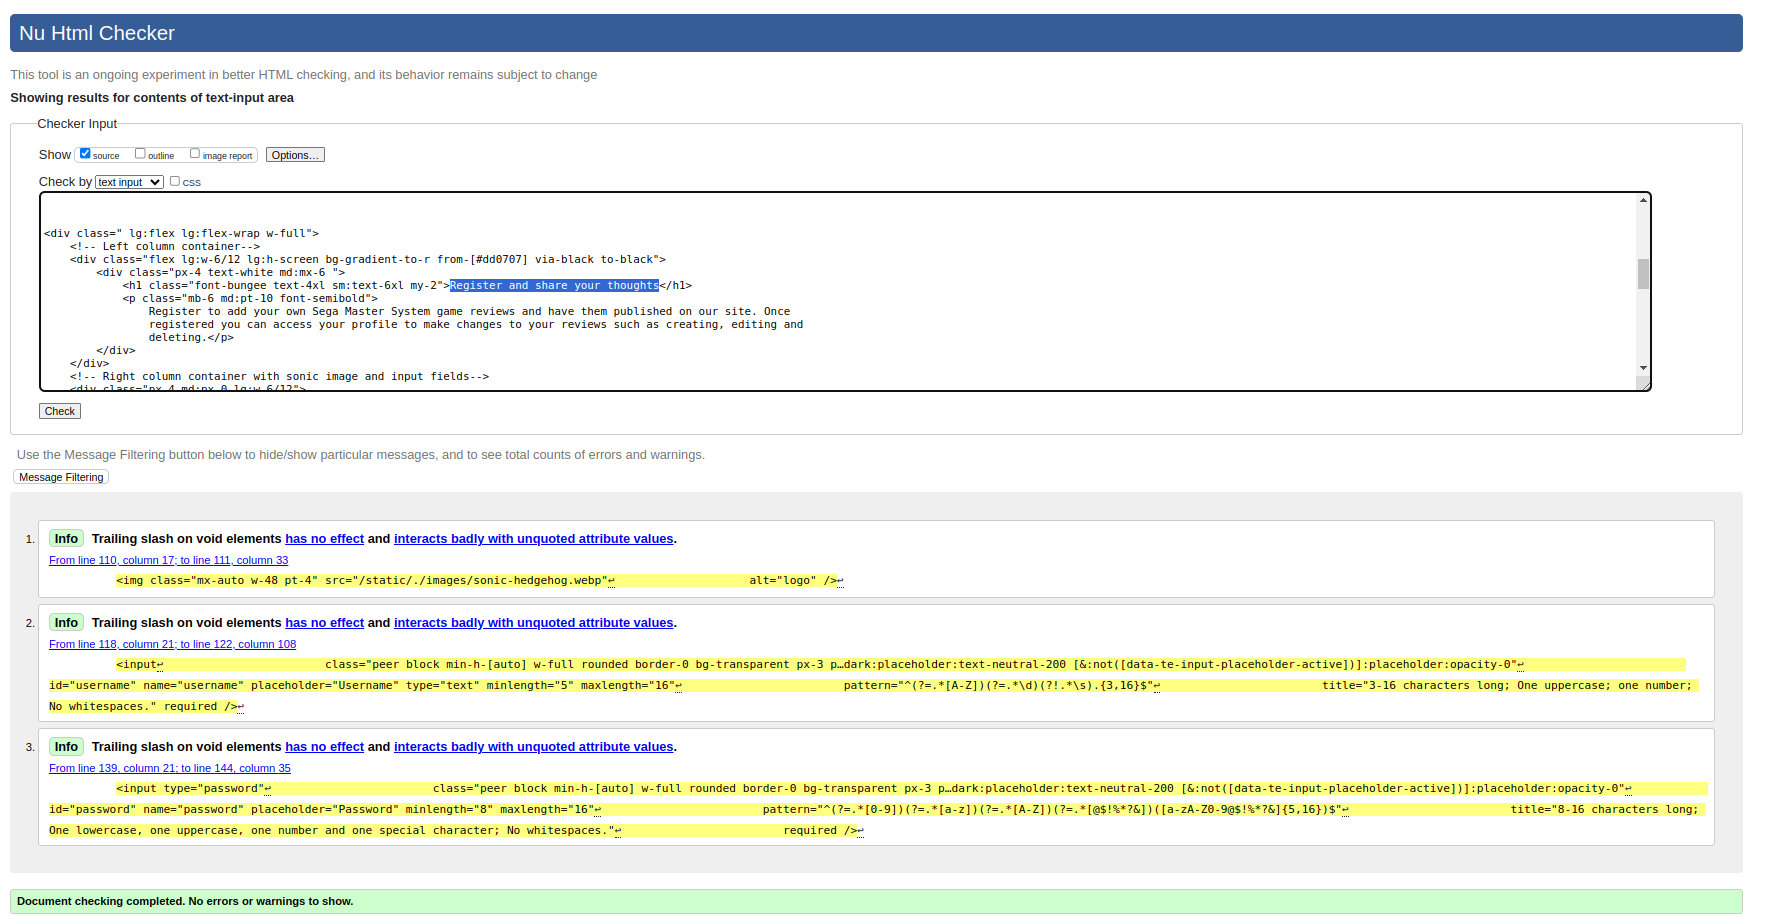 Nu Html Checker
This tool is an ongoing experiment in better HTML checking, and its behavior remains subject to change
Showing results for contents of text-input area
Checker Input
Show source outline image report Options…
Check by text input CSS
<div class=" lg:flex lg:flex-wrap w-full">
<!-- Left column container-->
<div class="flex lg:w-6/12 lg:h-screen bg-gradient-to-r from-[#dd0707] via-black to-black">
<div class="px-4 text-white md:mx-6 ">
<h1 class="font-bungee text-4xl sm:text-6xl my-2">Register and share your thoughts</h1>
<p class="mb-6 md:pt-10 font-semibold">
Register to add your own Sega Master System game reviews and have them published on our site. Once
registered you can access your profile to make changes to your reviews such as creating, editing and
deleting.</p>
</div>
</div>
<!-- Right column container with sonic image and input fields-->
<div class="px-4 md:px-0 lg:w-6/12">
Check
Use the Message Filtering button below to hide/show particular messages, and to see total counts of errors and warnings.
Message Filtering
1. Info Trailing slash on void elements has no effect and interacts badly with unquoted attribute values.
From line 110, column 17; to line 111, column 33
<img class="mx-auto w-48 pt-4" src="/static/./images/sonic-hedgehog.webp"↩ alt="logo" />↩
2. Info Trailing slash on void elements has no effect and interacts badly with unquoted attribute values.
From line 118, column 21; to line 122, column 108
<input↩ class="peer block min-h-[auto] w-full rounded border-0 bg-transparent px-3 p…dark:placeholder:text-neutral-200 [&:not([data-te-input-placeholder-active])]:placeholder:opacity-0"↩
id="username" name="username" placeholder="Username" type="text" minlength="5" maxlength="16"↩ pattern="^(?=.*[A-Z])(?=.*\d)(?!.*\s).{3,16}$"↩ title="3-16 characters long; One uppercase; one number;
No whitespaces." required />↩
3. Info Trailing slash on void elements has no effect and interacts badly with unquoted attribute values.
From line 139, column 21; to line 144, column 35
<input type="password"↩ class="peer block min-h-[auto] w-full rounded border-0 bg-transparent px-3 p…dark:placeholder:text-neutral-200 [&:not([data-te-input-placeholder-active])]:placeholder:opacity-0"↩
id="password" name="password" placeholder="Password" minlength="8" maxlength="16"↩ pattern="^(?=.*[0-9])(?=.*[a-z])(?=.*[A-Z])(?=.*[@$!%*?&])([a-zA-Z0-9@$!%*?&]{5,16})$"↩ title="8-16 characters long;
One lowercase, one uppercase, one number and one special character; No whitespaces."↩ required />↩
Document checking completed. No errors or warnings to show.